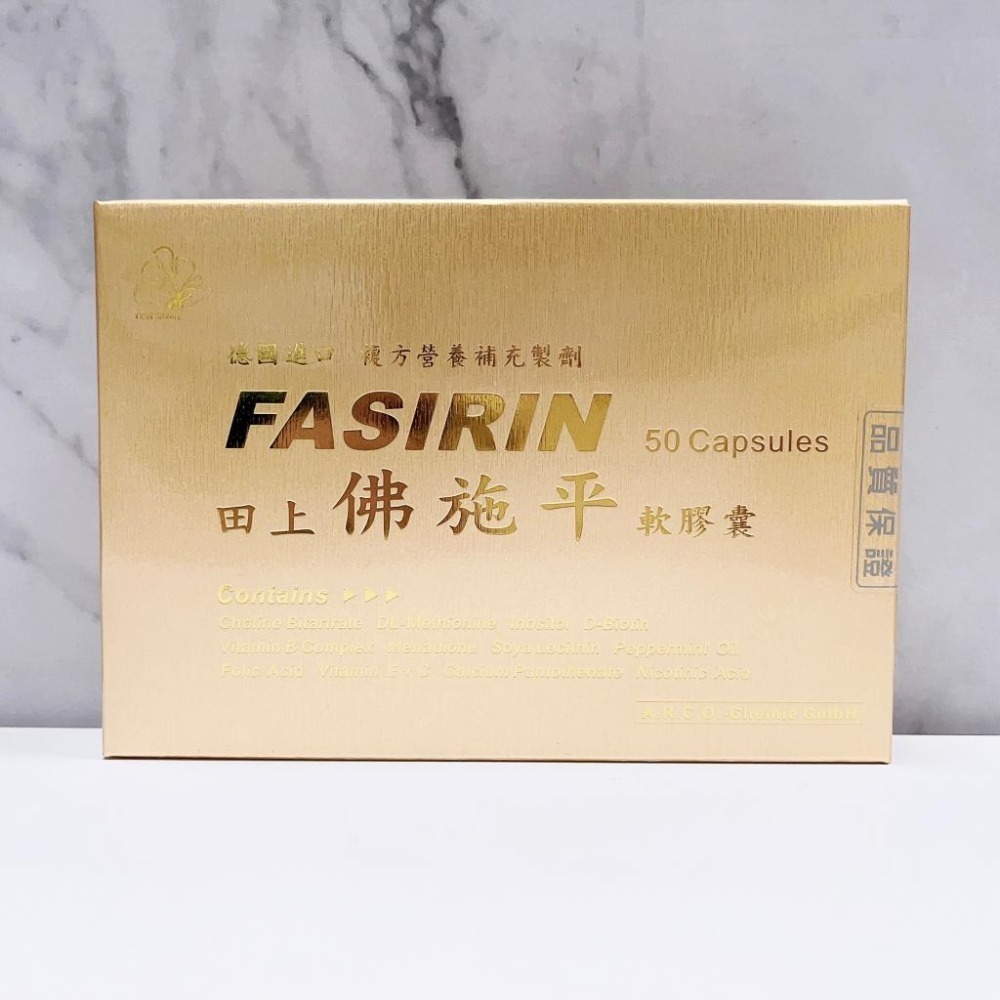 德國進口 複方營養補充製劑
FASIRIN 50 Capsules
田上 佛施平 軟膠囊
品質保證
Contains
Choline Bitartrate DL-Methionine Inositol D-Biotin
Vitamin B Complex Menadione Soya Lecithin Peppermint Oil
Folic Acid Vitamin E+C Calcium Pantothenate Nicotinic Acid
A.R.C.O.-Chemie GmbH